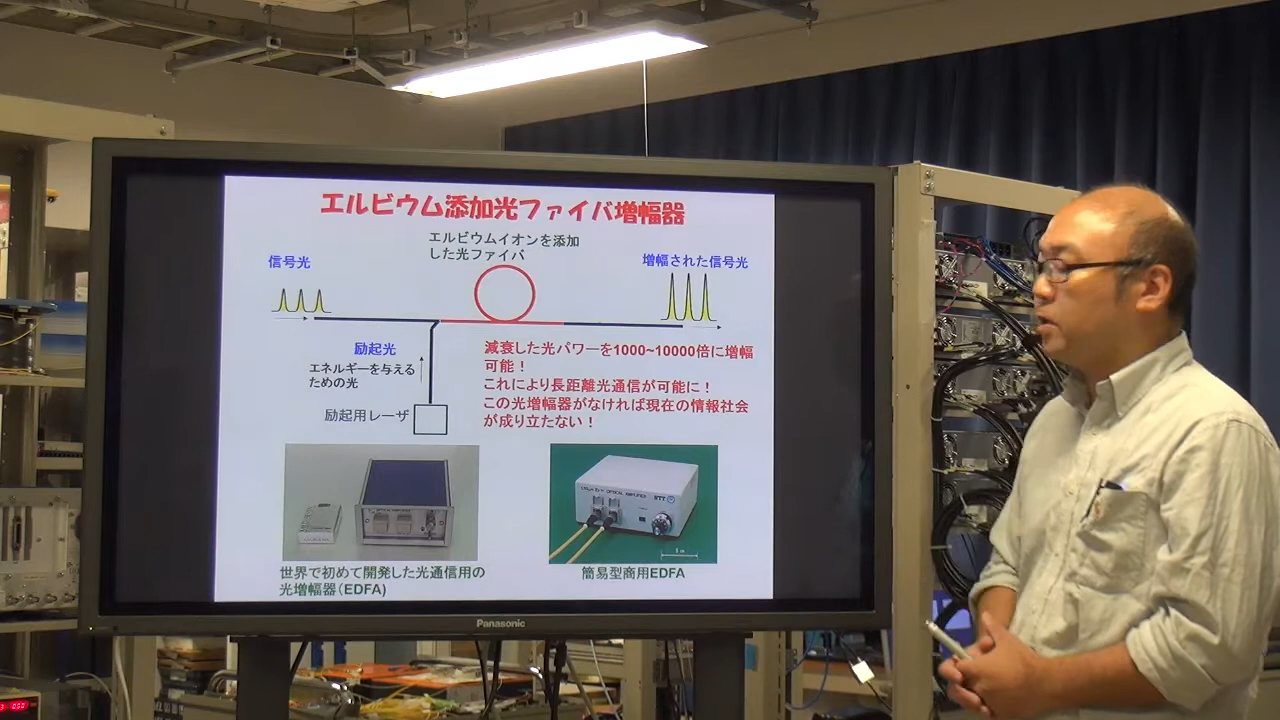 エルビウム添加光ファイバ増幅器
エルビウムイオンを添加
した光ファイバ
信号光
増幅された信号光
励起光
エネルギーを与える
ための光
励起用レーザ
減衰した光パワーを1000~10000倍に増幅
可能！
これにより長距離光通信が可能に！
この光増幅器がなければ現在の情報社会
が成り立たない！
OPTICAL AMPLIFIER
NTT
世界で初めて開発した光通信用の
光増幅器(EDFA)
簡易型商用EDFA
Panasonic